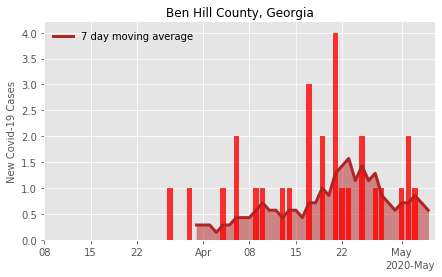 Ben Hill County, Georgia
7 day moving average
New Covid-19 Cases
4.0
3.5
3.0
2.5
2.0
1.5
1.0
0.5
0.0
08 15 22 Apr 08 15 22 May
2020-May